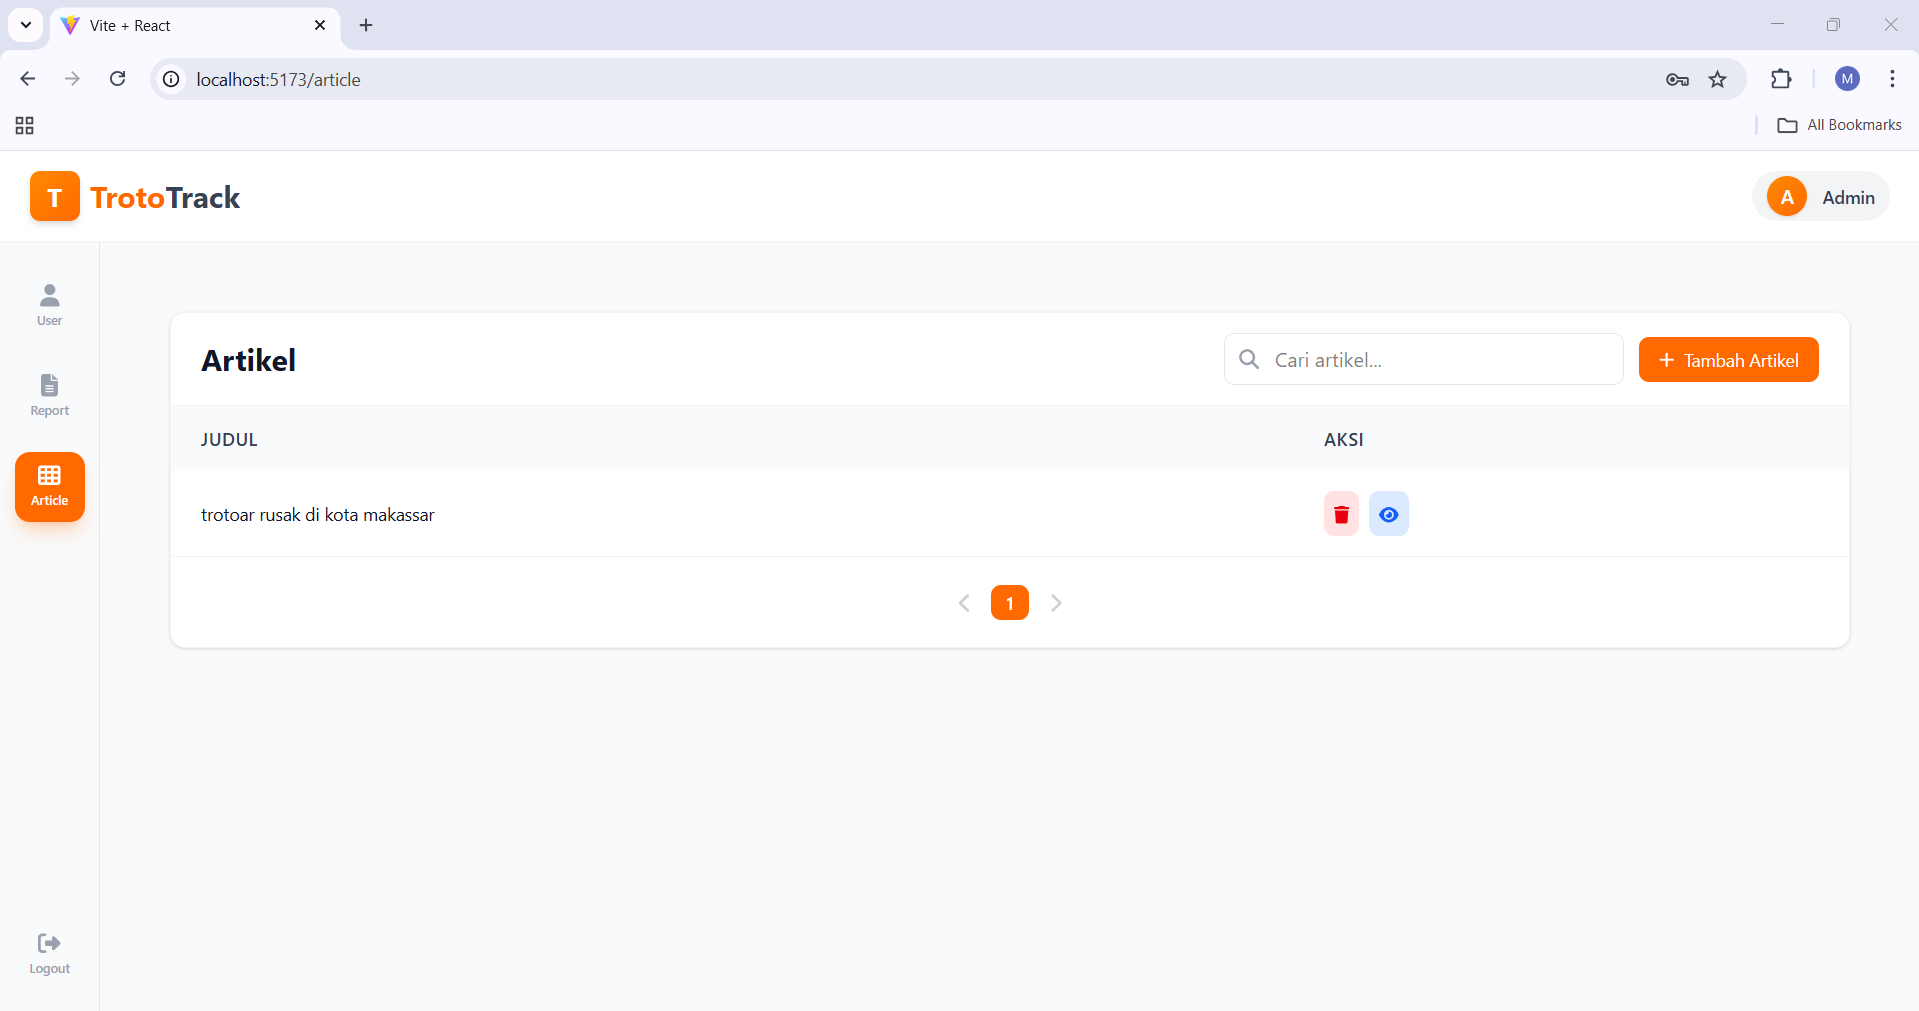 Vite + React
localhost:5173/article
M
All Bookmarks
T TrotoTrack
A Admin
User
Report
Article
Logout
Artikel
Cari artikel...
+ Tambah Artikel
JUDUL AKSI
trotoar rusak di kota makassar
1